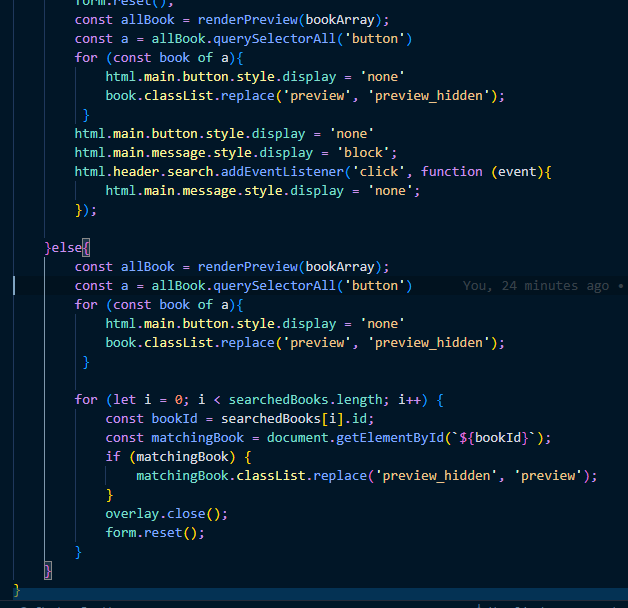 form.reset();
const allBook = renderPreview(bookArray);
const a = allBook.querySelectorAll('button')
for (const book of a){
html.main.button.style.display = 'none'
book.classList.replace('preview', 'preview_hidden');
}
html.main.button.style.display = 'none'
html.main.message.style.display = 'block';
html.header.search.addEventListener('click', function (event){
html.main.message.style.display = 'none';
});
}else{
const allBook = renderPreview(bookArray);
const a = allBook.querySelectorAll('button') You, 24 minutes ago •
for (const book of a){
html.main.button.style.display = 'none'
book.classList.replace('preview', 'preview_hidden');
}
for (let i = 0; i < searchedBooks.length; i++) {
const bookId = searchedBooks[i].id;
const matchingBook = document.getElementById(`${bookId}`);
if (matchingBook) {
matchingBook.classList.replace('preview_hidden', 'preview');
}
overlay.close();
form.reset();
}
}
}